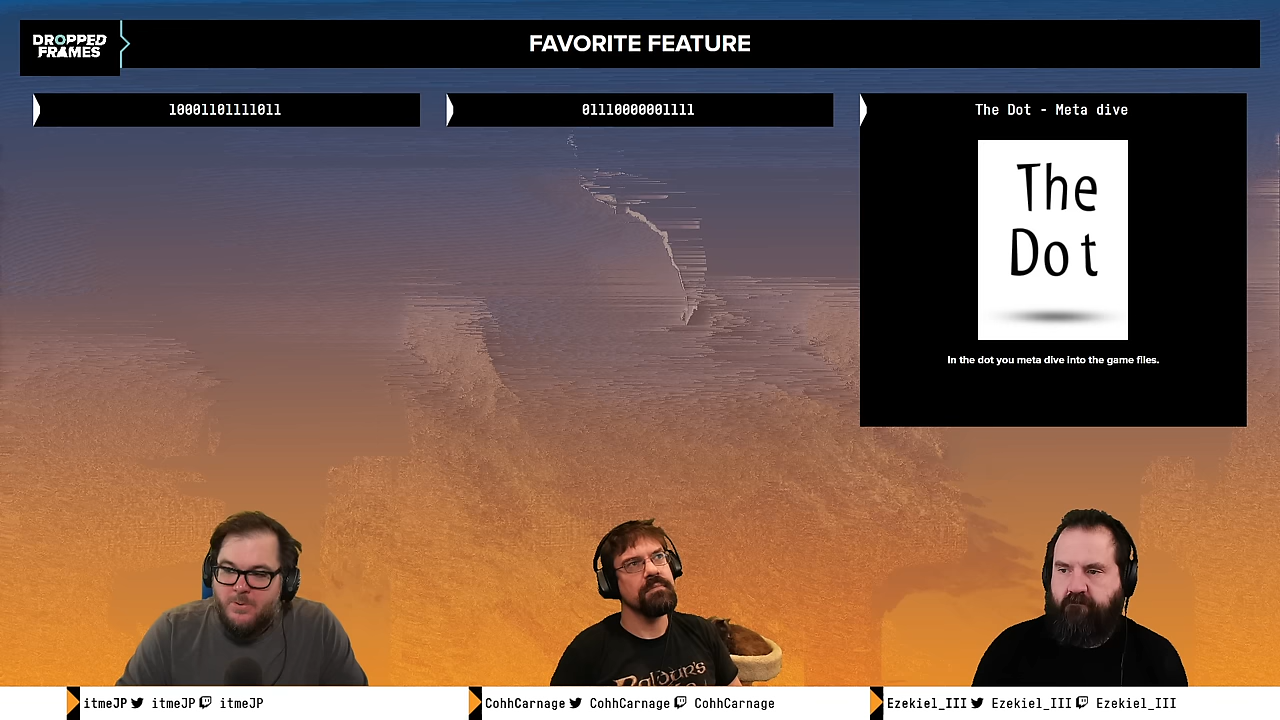 DROPPED
FRAMES
FAVORITE FEATURE
10001101111011
01110000001111
The Dot - Meta dive
The
Dot
In the dot you meta dive into the game files.
Baldur's
itmeJP itmeJP itmeJP
CohhCarnage CohhCarnage CohhCarnage
Ezekiel_III Ezekiel_III Ezekiel_III